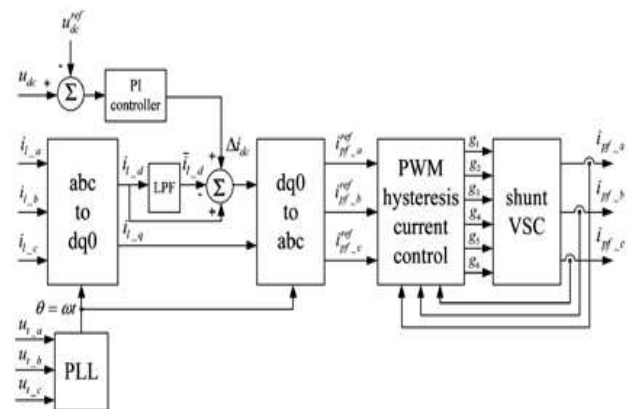 u_dc^ref
-
u_dc
+
Σ
PI
controller
Δi_dc
i_l_a
i_l_b
i_l_c
abc
to
dq0
i_l_d
LPF
ī_l_d
+
-
+
Σ
i_l_q
dq0
to
abc
i_pf_a^ref
i_pf_b^ref
i_pf_c^ref
PWM
hysteresis
current
control
g₁
g₂
g₃
g₄
g₅
g₆
shunt
VSC
i_pf_a
i_pf_b
i_pf_c
θ = ωt
u_t_a
u_t_b
u_t_c
PLL